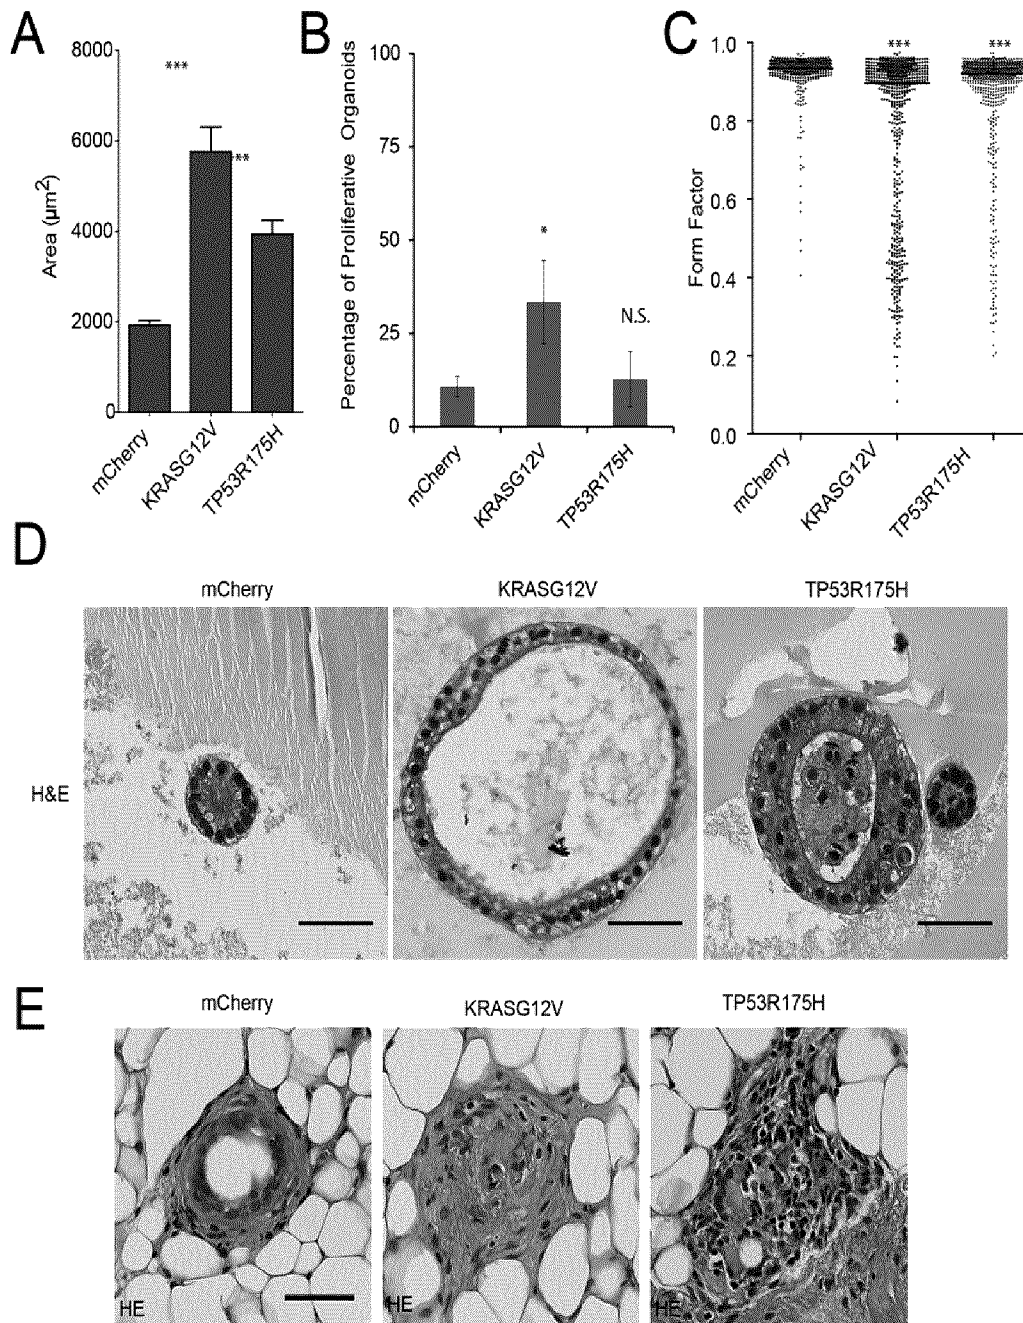 A
Area (µm2)
8000
6000
4000
2000
0
***
***
mCherry
KRASG12V
TP53R175H
B
Percentage of Proliferative Organoids
100
75
50
25
0
*
N.S.
mCherry
KRASG12V
TP53R175H
C
Form Factor
1.0
0.8
0.6
0.4
0.2
0.0
***
***
mCherry
KRASG12V
TP53R175H
D
mCherry
KRASG12V
TP53R175H
H&E
E
mCherry
KRASG12V
TP53R175H
HE
HE
HE